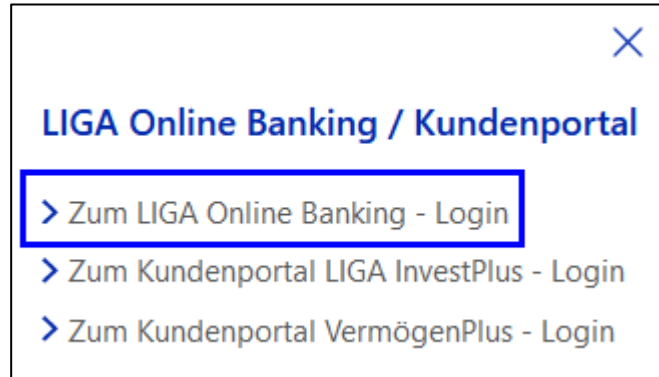 LIGA Online Banking / Kundenportal
Zum LIGA Online Banking - Login
Zum Kundenportal LIGA InvestPlus - Login
Zum Kundenportal VermögenPlus - Login